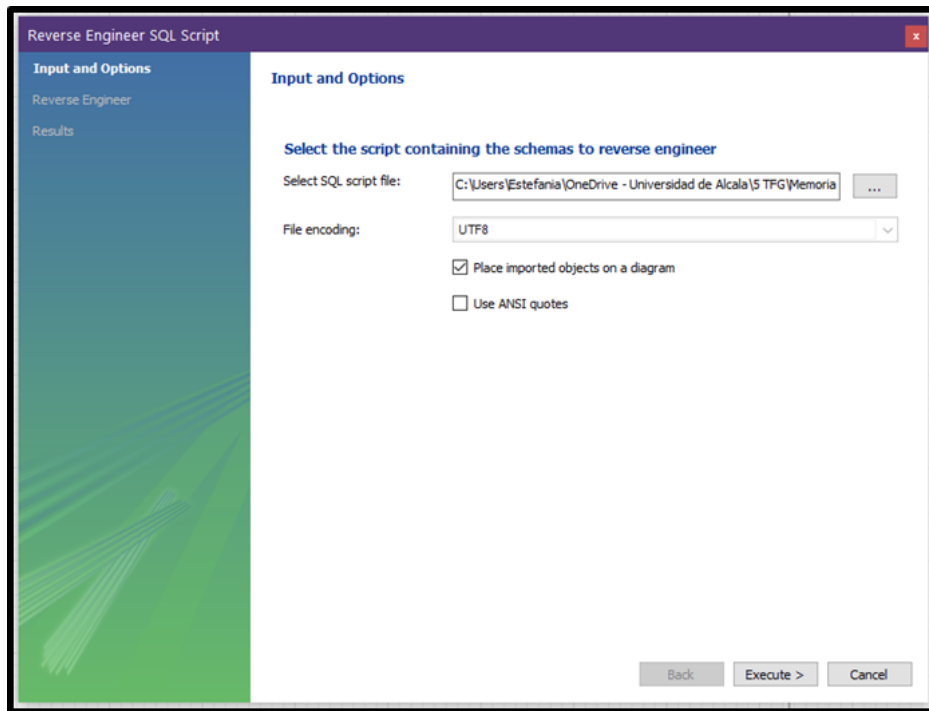 Reverse Engineer SQL Script
x
Input and Options
Reverse Engineer
Results
Input and Options
Select the script containing the schemas to reverse engineer
Select SQL script file: C:\Users\Estefania\OneDrive - Universidad de Alcala\5 TFG\Memoria ...
File encoding: UTF8
Place imported objects on a diagram
Use ANSI quotes
Back Execute > Cancel